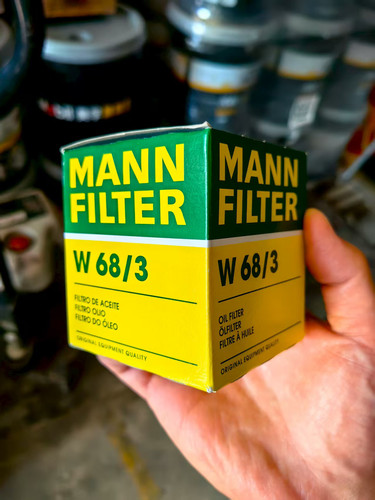 MANN
FILTER
W 68/3
FILTRO DE ACEITE
FILTRO OLIO
FILTRO DO ÓLEO
ORIGINAL EQUIPMENT QUALITY
MANN
FILTER
W 68/3
OIL FILTER
ÖLFILTER
FILTRE À HUILE
ORIGINAL EQUIPMENT QUALITY